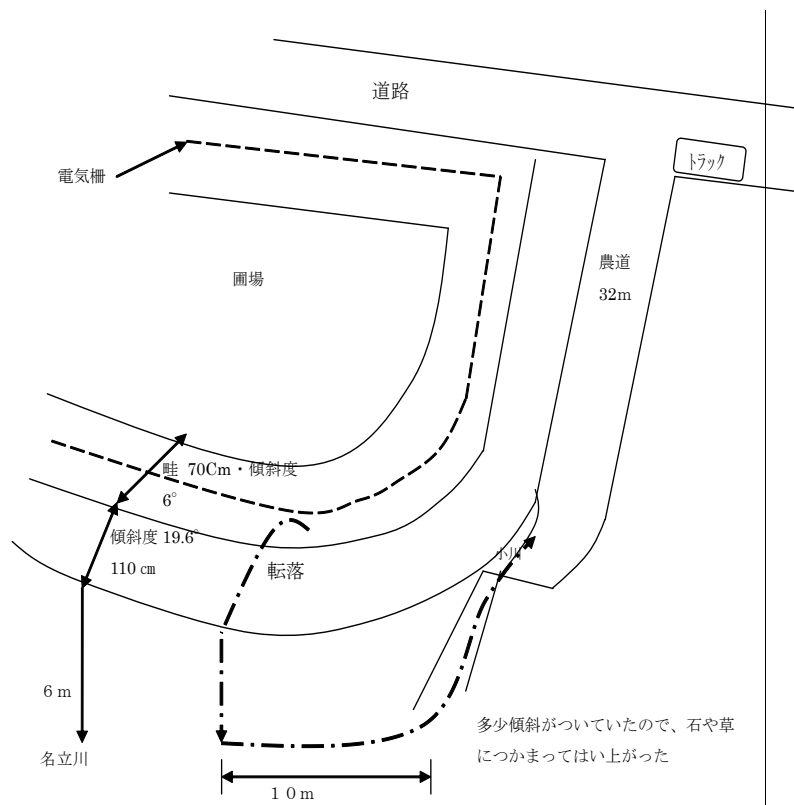 道路
トラック
電気柵
農道
32m
圃場
畦 70Cm・傾斜度
6°
傾斜度 19.6°
110 ㎝
転落
小川
６ｍ
多少傾斜がついていたので、石や草
につかまってはい上がった
名立川
１０ｍ